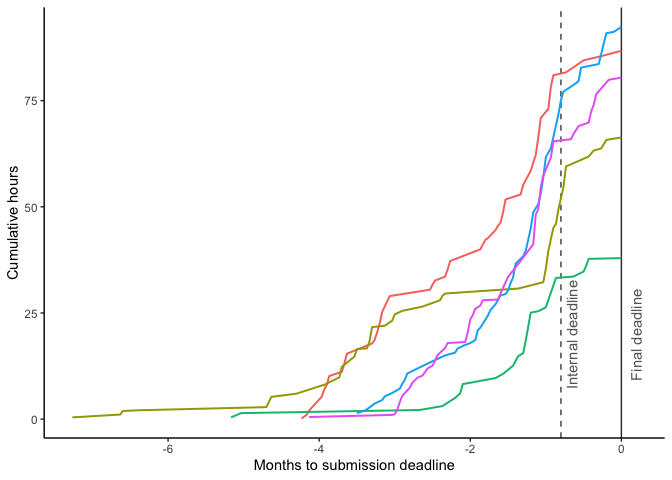 75
50
25
0
Cumulative hours
Internal deadline
Final deadline
-6
-4
-2
0
Months to submission deadline